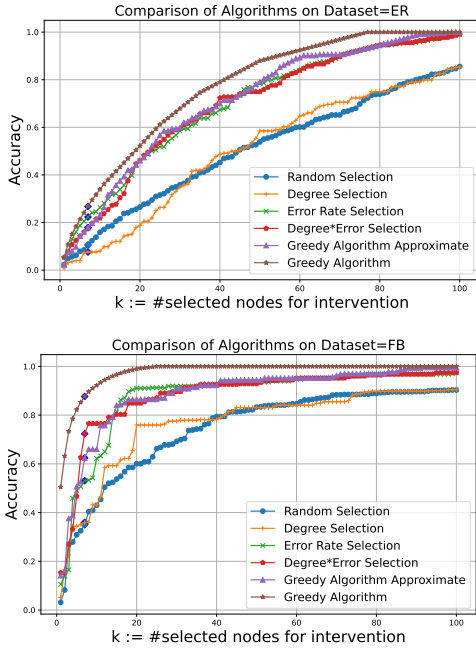 Comparison of Algorithms on Dataset=ER
1.0
0.8
0.6
0.4
0.2
0.0
Accuracy
Random Selection
Degree Selection
Error Rate Selection
Degree*Error Selection
Greedy Algorithm Approximate
Greedy Algorithm
0 20 40 60 80 100
k := #selected nodes for intervention
Comparison of Algorithms on Dataset=FB
1.0
0.8
0.6
0.4
0.2
0.0
Accuracy
Random Selection
Degree Selection
Error Rate Selection
Degree*Error Selection
Greedy Algorithm Approximate
Greedy Algorithm
0 20 40 60 80 100
k := #selected nodes for intervention